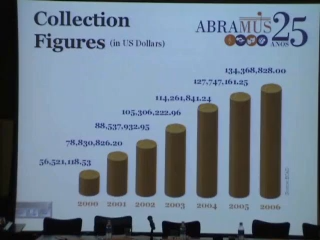 Collection
Figures (in US Dollars)
ABRAMUS 25
ANOS
134,368,828.00
127,747,161.25
114,261,841.24
105,306,222.96
88,537,932.95
78,830,826.20
56,521,118.53
2000 2001 2002 2003 2004 2005 2006